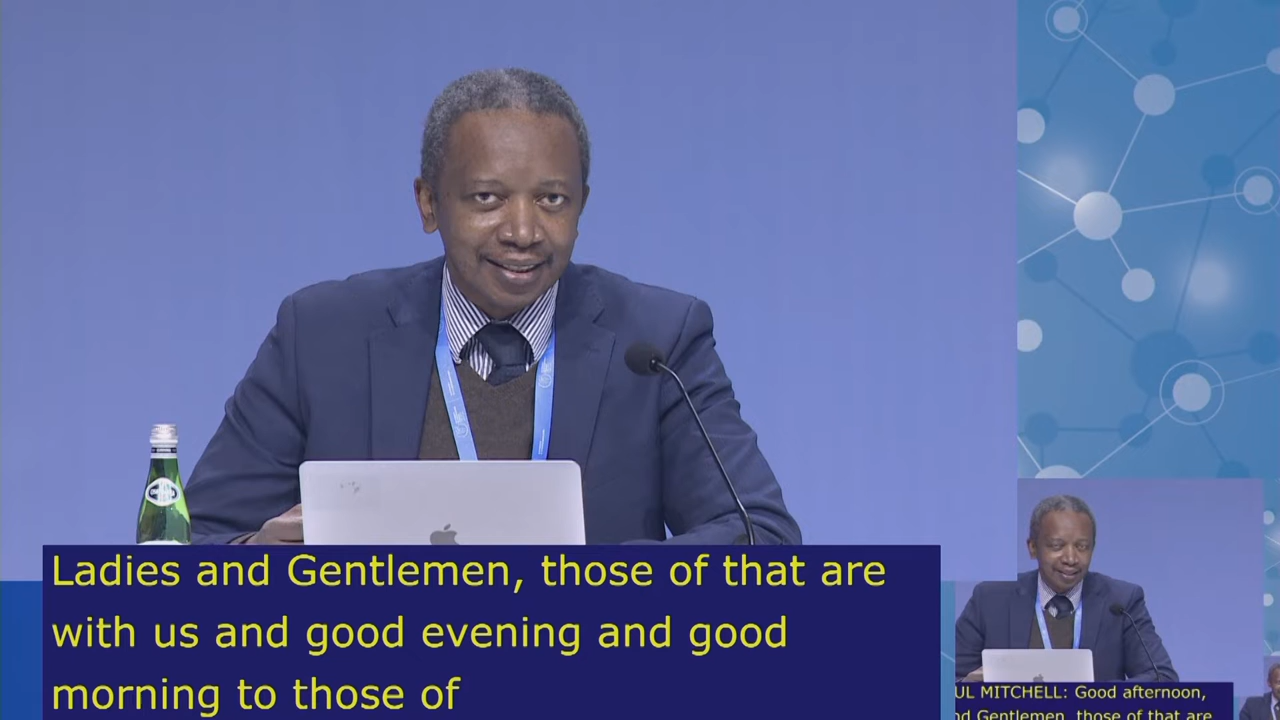 Ladies and Gentlemen, those of that are
with us and good evening and good
morning to those of
UL MITCHELL: Good afternoon,
nd Gentlemen, those of that are